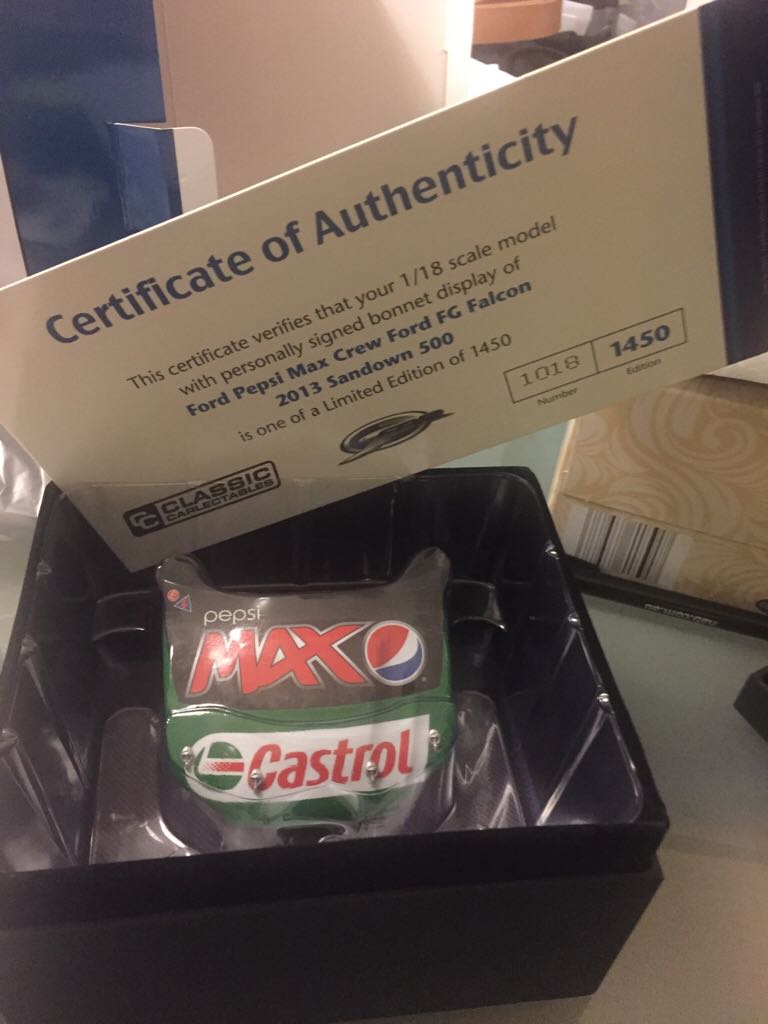 Certificate of Authenticity
This certificate verifies that your 1/18 scale model
with personally signed bonnet display of
Ford Pepsi Max Crew Ford FG Falcon
2013 Sandown 500
is one of a Limited Edition of 1450
1018 1450
Number Edition
CC CLASSIC
CARLECTABLES
pepsi
MAX
Castrol